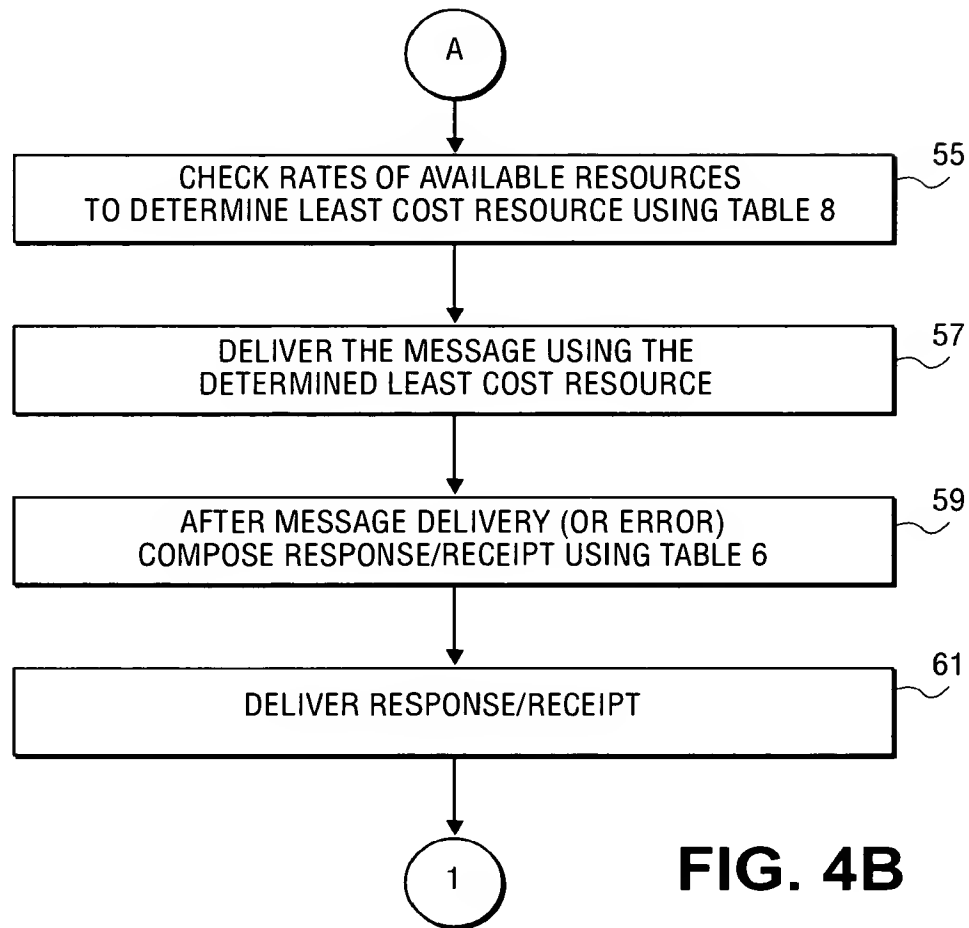 A
55
CHECK RATES OF AVAILABLE RESOURCES
TO DETERMINE LEAST COST RESOURCE USING TABLE 8
57
DELIVER THE MESSAGE USING THE
DETERMINED LEAST COST RESOURCE
59
AFTER MESSAGE DELIVERY (OR ERROR)
COMPOSE RESPONSE/RECEIPT USING TABLE 6
61
DELIVER RESPONSE/RECEIPT
1
FIG. 4B